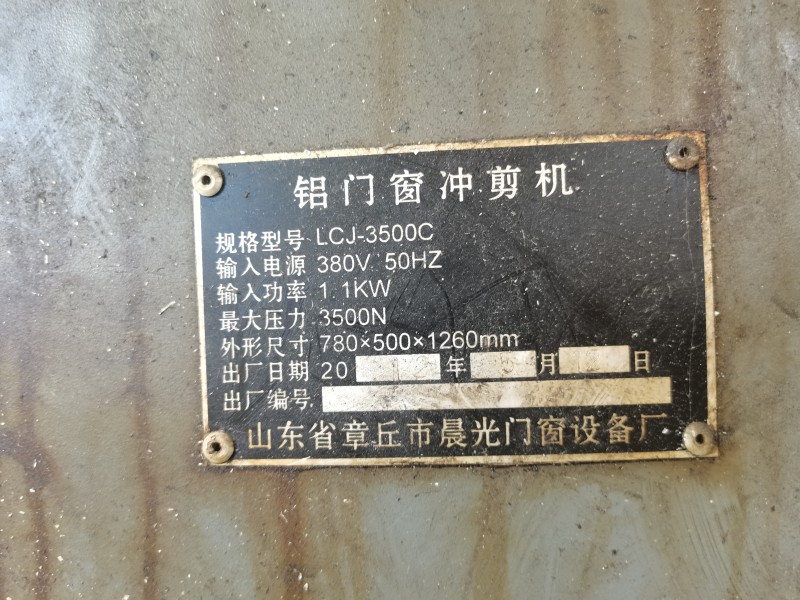 铝门窗冲剪机
规格型号 LCJ-3500C
输入电源 380V 50HZ
输入功率 1.1KW
最大压力 3500N
外形尺寸 780×500×1260mm
出厂日期 20 年 月 日
出厂编号
山东省章丘市晨光门窗设备厂